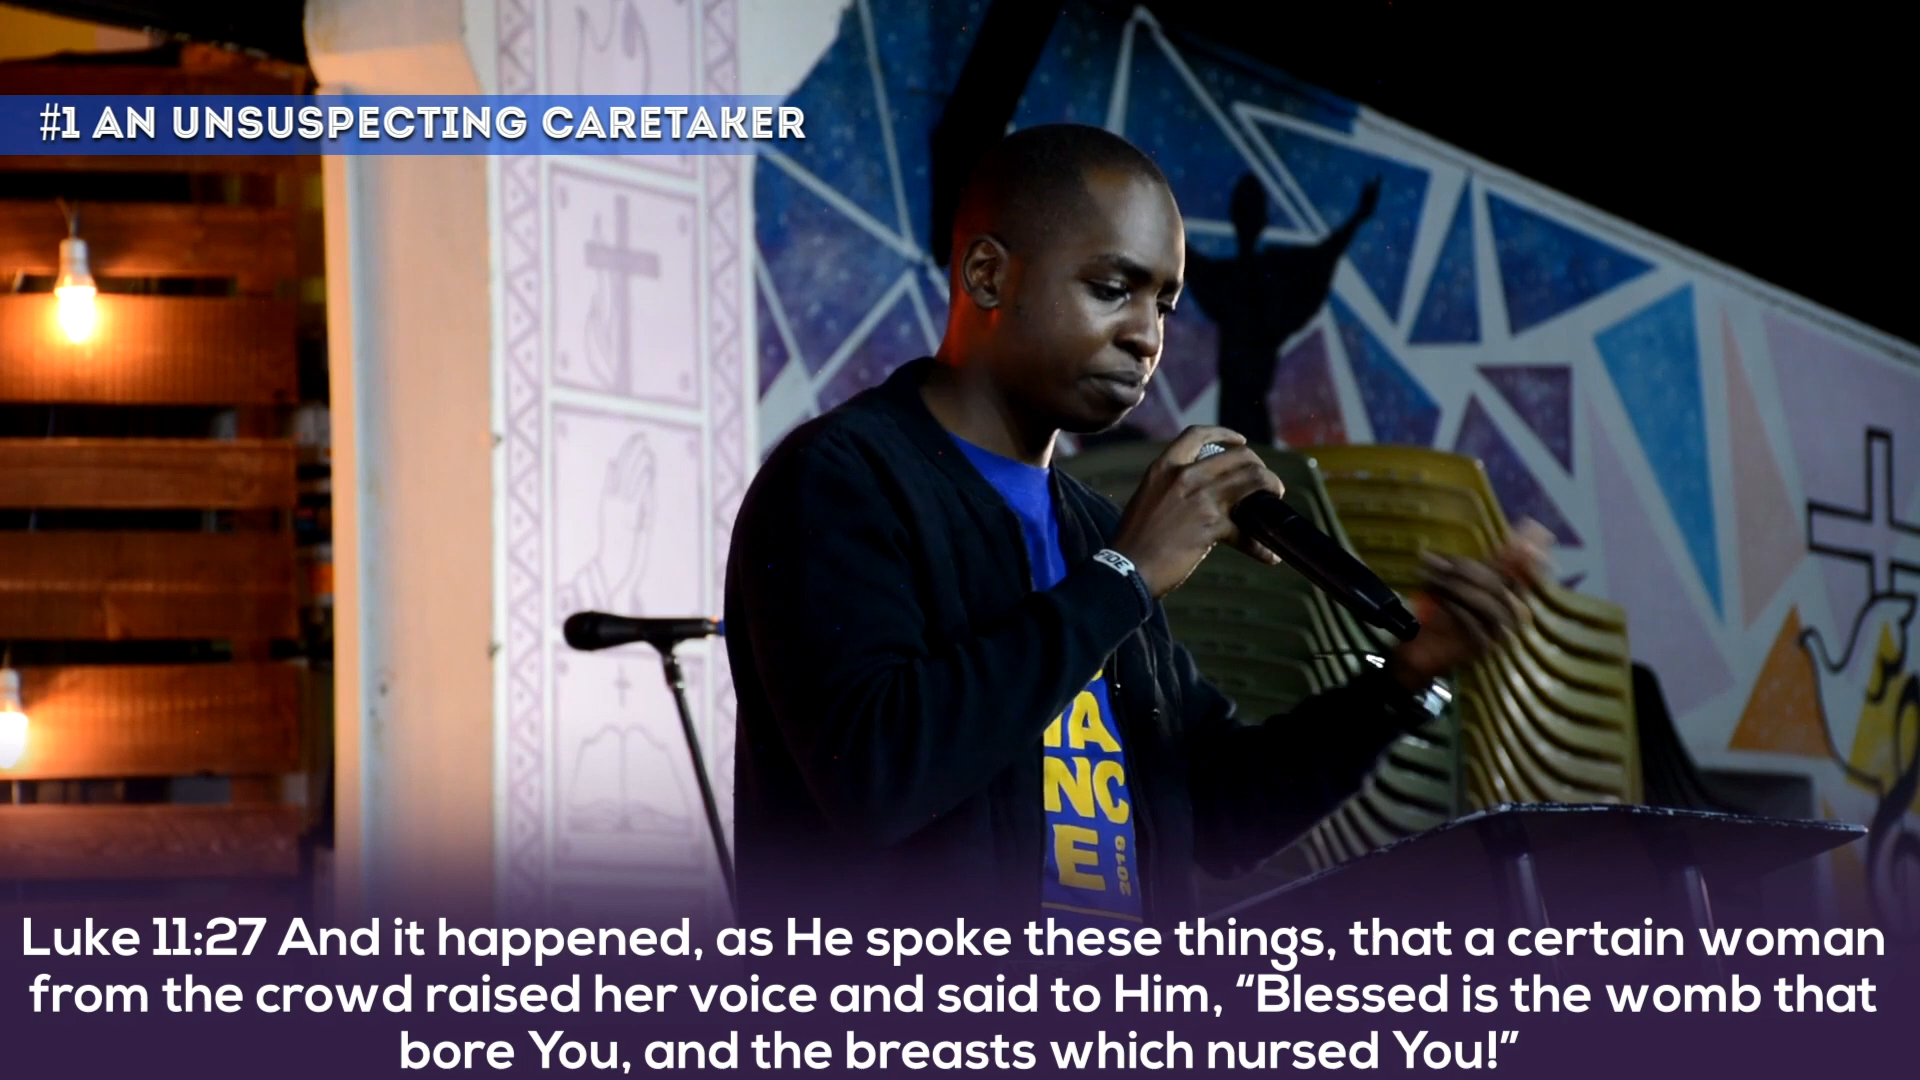 #1 AN UNSUSPECTING CARETAKER
NC
E
2019
Luke 11:27 And it happened, as He spoke these things, that a certain woman
from the crowd raised her voice and said to Him, “Blessed is the womb that
bore You, and the breasts which nursed You!”